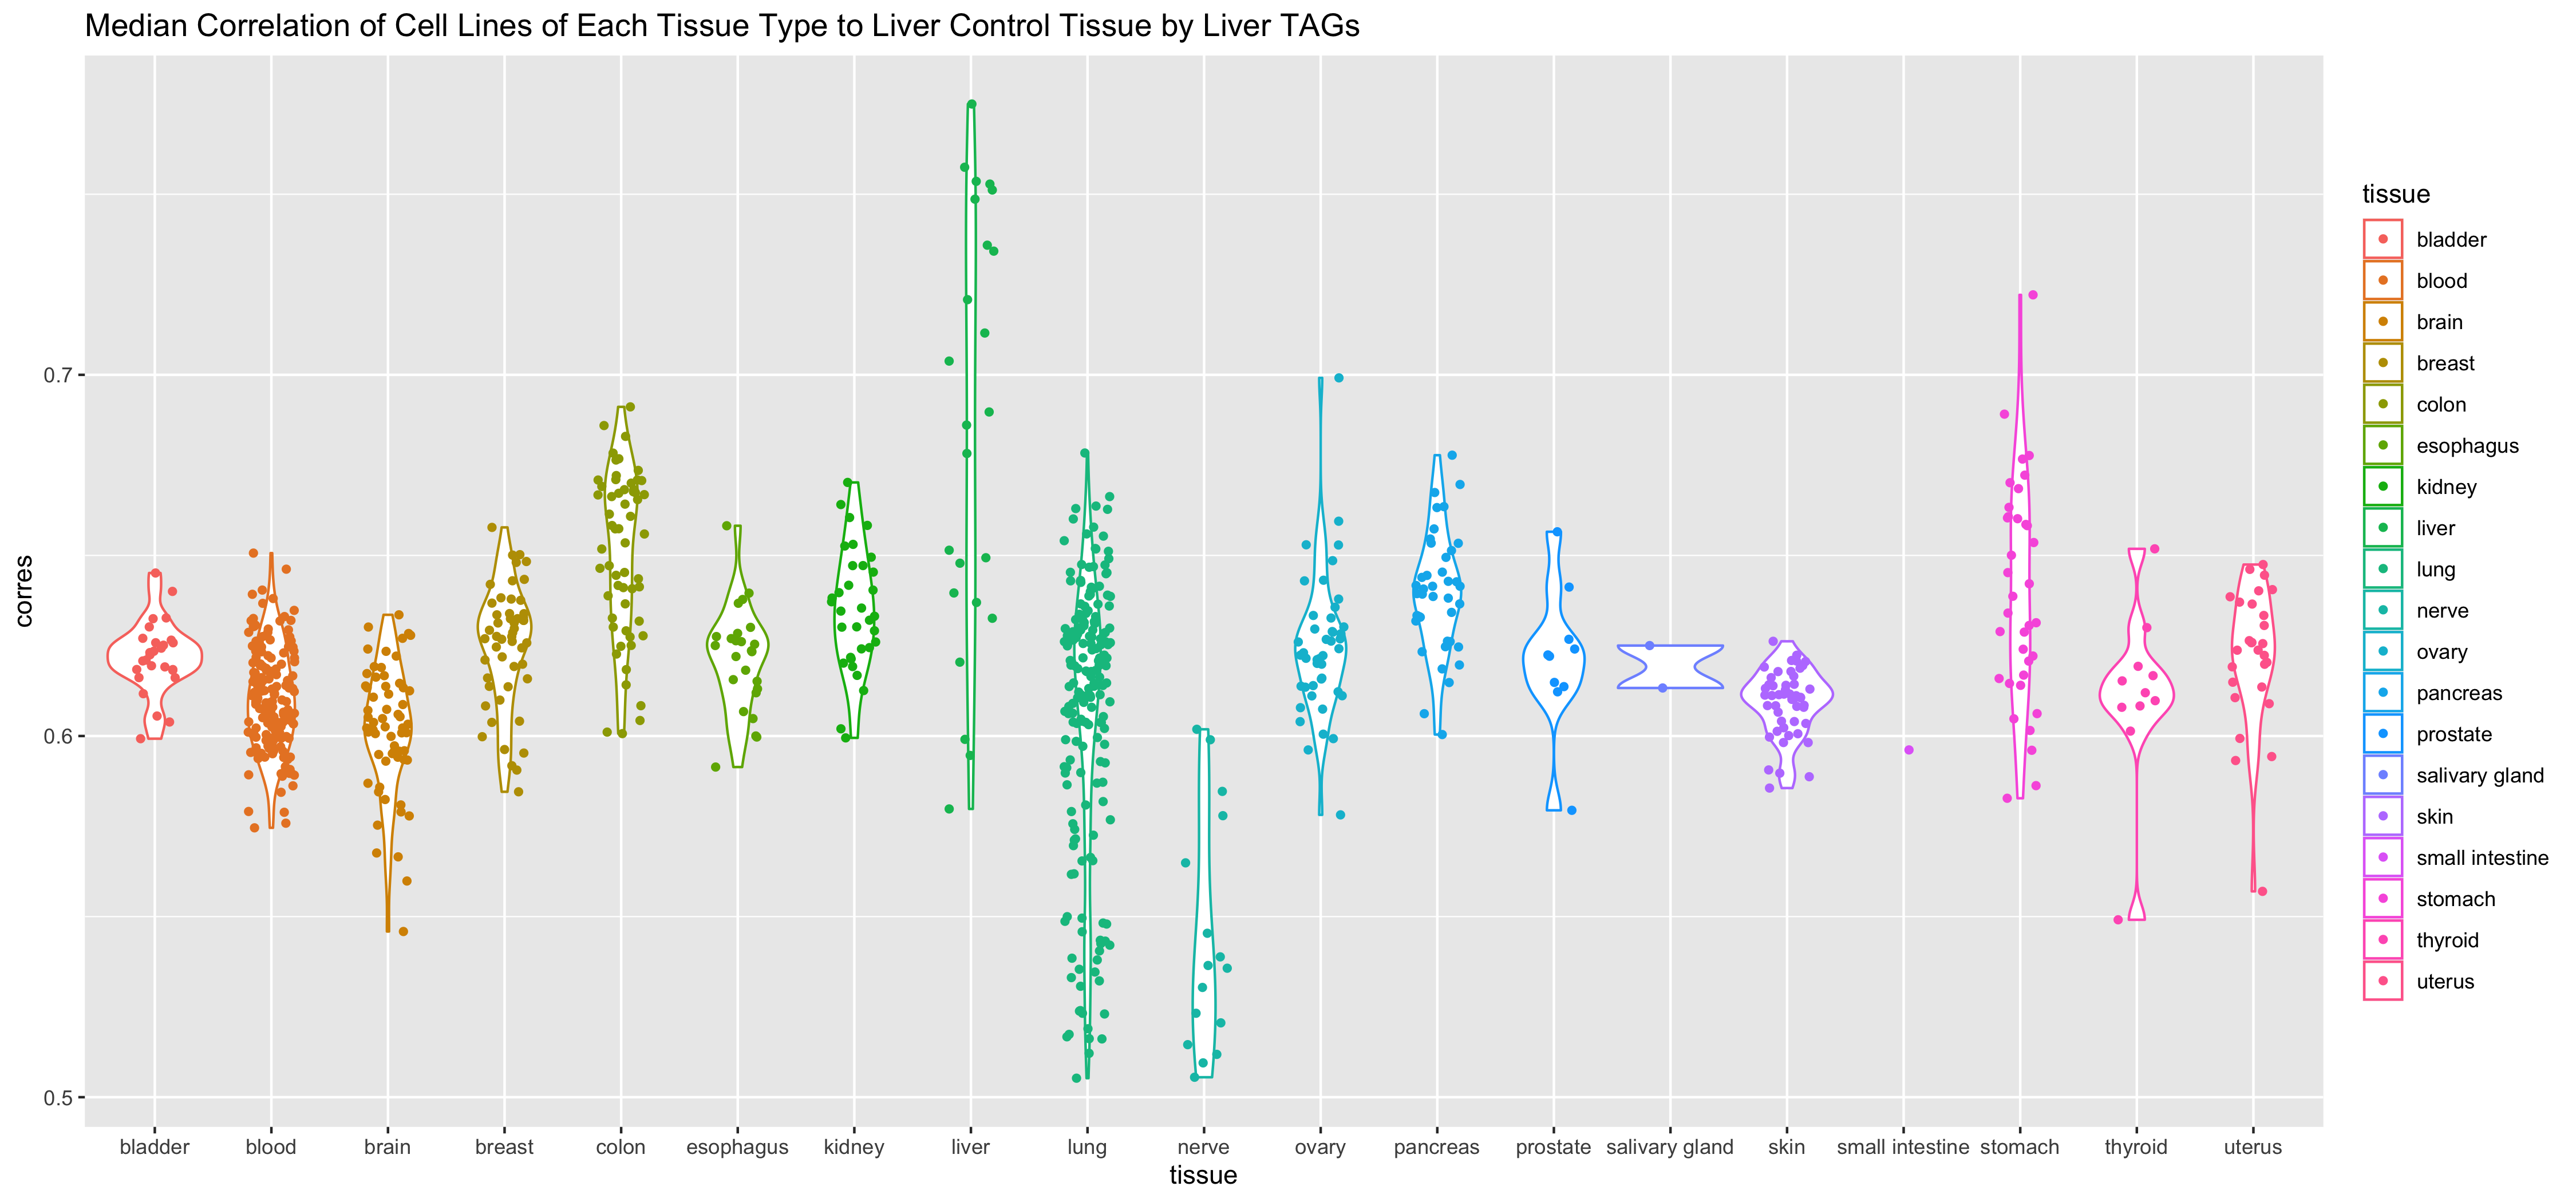 Median Correlation of Cell Lines of Each Tissue Type to Liver Control Tissue by Liver TAGs
corres
0.7
0.6
0.5
bladder blood brain breast colon esophagus kidney liver lung nerve ovary pancreas prostate salivary gland skin small intestine stomach thyroid uterus
tissue
tissue
bladder
blood
brain
breast
colon
esophagus
kidney
liver
lung
nerve
ovary
pancreas
prostate
salivary gland
skin
small intestine
stomach
thyroid
uterus